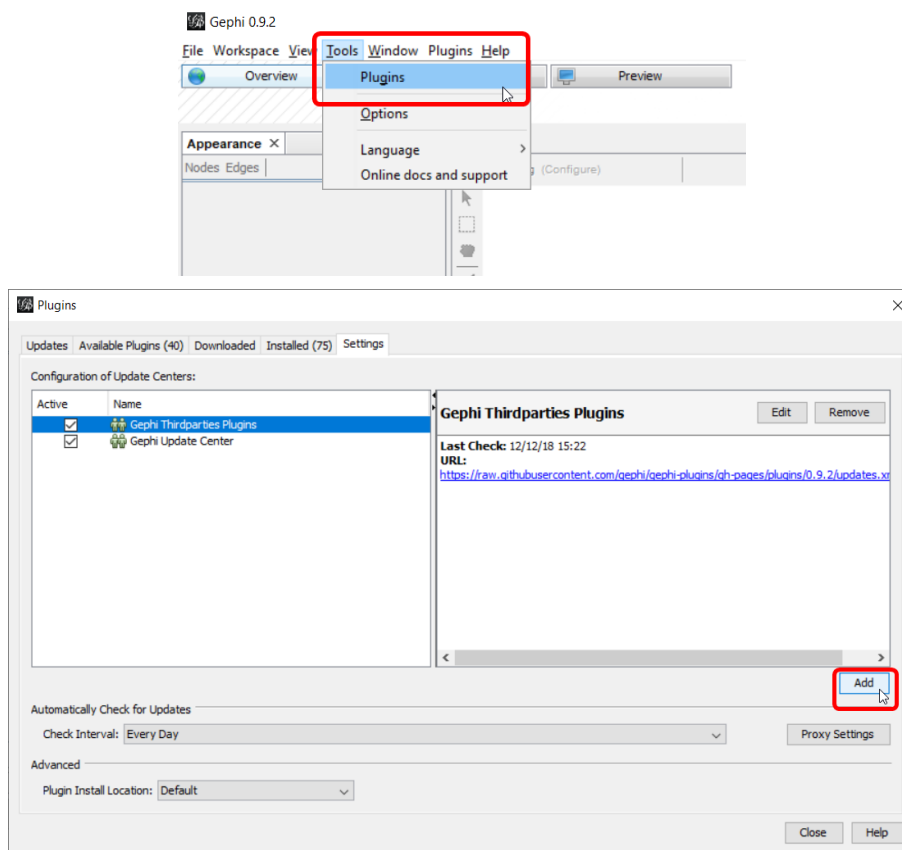 Gephi 0.9.2
File Workspace View Tools Window Plugins Help
Overview Plugins Preview
Options
Appearance
Language
(Configure)
Nodes Edges
Online docs and support
Plugins
Updates Available Plugins (40) Downloaded Installed (75) Settings
Configuration of Update Centers:
Active Name
Gephi Thirdparties Plugins
Gephi Update Center
Gephi Thirdparties Plugins Edit Remove
Last Check: 12/12/18 15:22
URL:
https://raw.githubusercontent.com/gephi/gephi-plugins/gh-pages/plugins/0.9.2/updates.xr
Add
Automatically Check for Updates
Check Interval: Every Day Proxy Settings
Advanced
Plugin Install Location: Default
Close Help